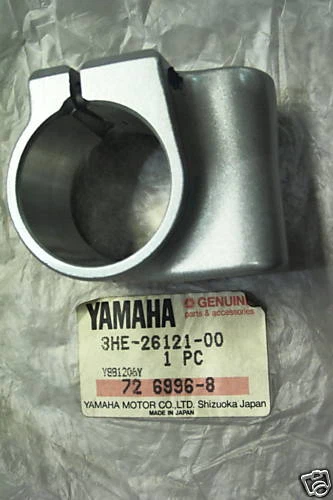 YAMAHA
GENUINE
parts & accessories
3HE-26121-00
1 PC
Y8B1206Y
72 6996-8
YAMAHA MOTOR CO.,LTD. Shizuoka Japan
MADE IN JAPAN